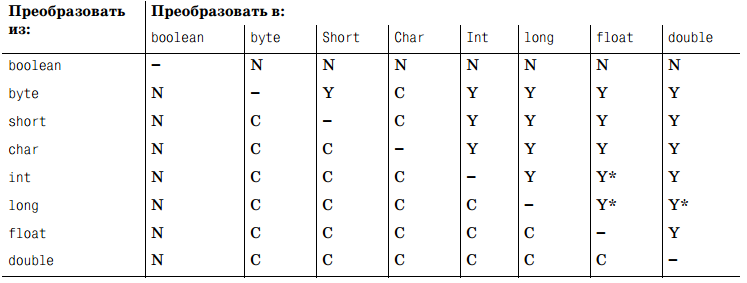 Преобразовать из: Преобразовать в:
boolean byte Short Char Int long float double
boolean – N N N N N N N
byte N – Y C Y Y Y Y
short N C – C Y Y Y Y
char N C C – Y Y Y Y
int N C C C – Y Y* Y
long N C C C C – Y* Y*
float N C C C C C – Y
double N C C C C C C –